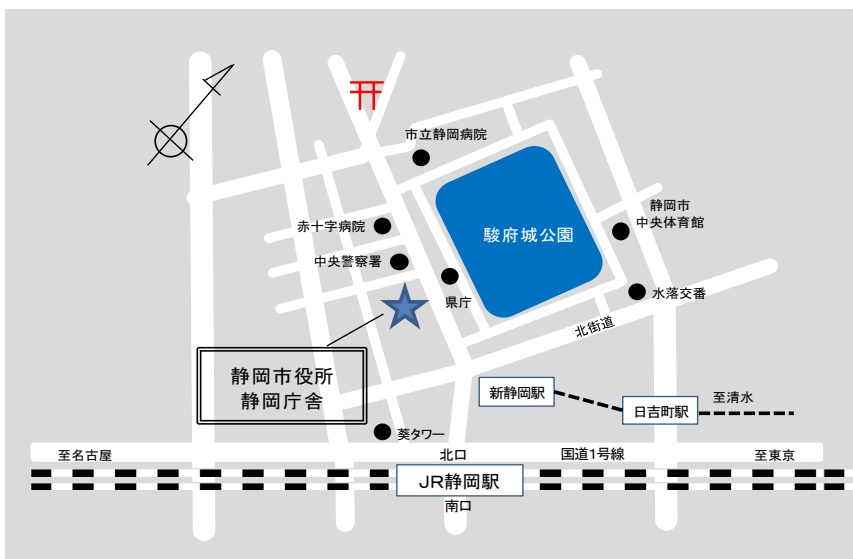 市立静岡病院
赤十字病院
静岡市
中央体育館
駿府城公園
中央警察署
県庁
水落交番
北街道
静岡市役所
静岡庁舎
新静岡駅
日吉町駅
至清水
葵タワー
至名古屋
北口
国道1号線
至東京
JR静岡駅
南口